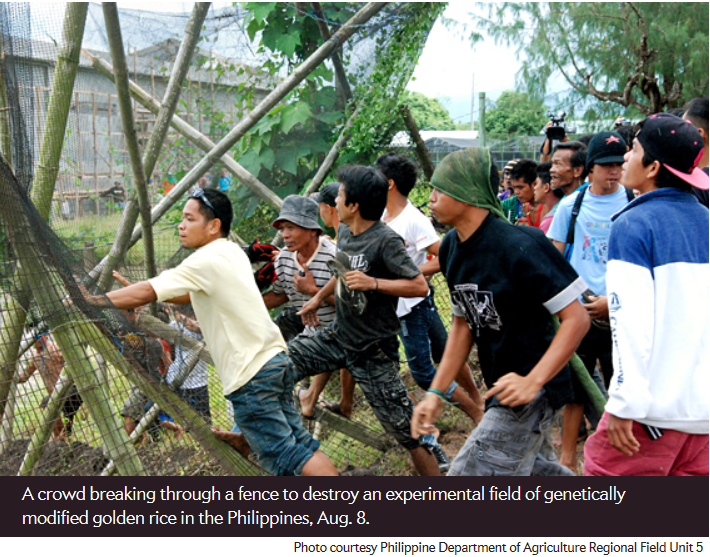 A crowd breaking through a fence to destroy an experimental field of genetically
modified golden rice in the Philippines, Aug. 8.
Photo courtesy Philippine Department of Agriculture Regional Field Unit 5